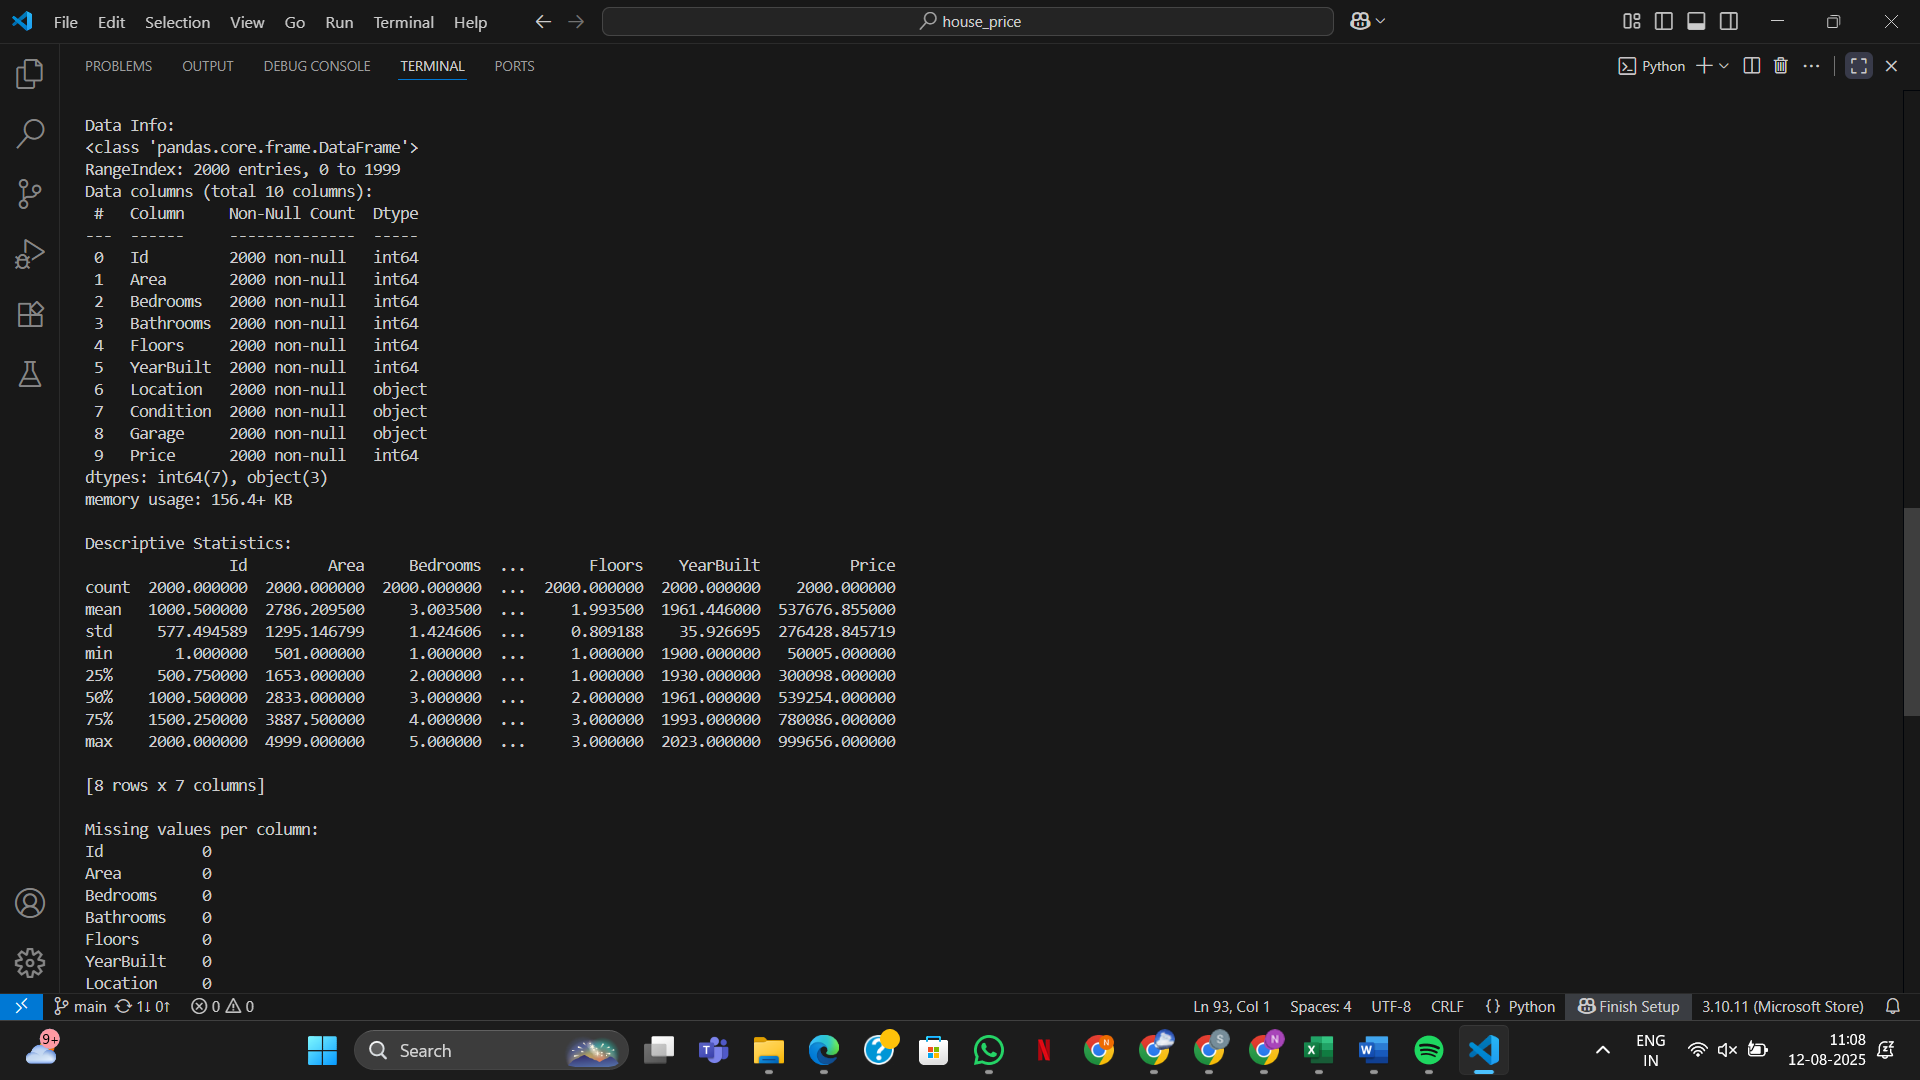 File Edit Selection View Go Run Terminal Help
house_price
PROBLEMS OUTPUT DEBUG CONSOLE TERMINAL PORTS
Python
Data Info:
<class 'pandas.core.frame.DataFrame'>
RangeIndex: 2000 entries, 0 to 1999
Data columns (total 10 columns):
 #   Column      Non-Null Count  Dtype
---  ------      --------------  -----
 0   Id          2000 non-null   int64
 1   Area        2000 non-null   int64
 2   Bedrooms    2000 non-null   int64
 3   Bathrooms   2000 non-null   int64
 4   Floors      2000 non-null   int64
 5   YearBuilt   2000 non-null   int64
 6   Location    2000 non-null   object
 7   Condition   2000 non-null   object
 8   Garage      2000 non-null   object
 9   Price       2000 non-null   int64
dtypes: int64(7), object(3)
memory usage: 156.4+ KB
Descriptive Statistics:
                Id         Area     Bedrooms  ...       Floors    YearBuilt          Price
count  2000.000000  2000.000000  2000.000000  ...  2000.000000  2000.000000    2000.000000
mean   1000.500000  2786.209500     3.003500  ...     1.993500  1961.446000  537676.855000
std     577.494589  1295.146799     1.424606  ...     0.809188    35.926695  276428.845719
min       1.000000   501.000000     1.000000  ...     1.000000  1900.000000   50005.000000
25%     500.750000  1653.000000     2.000000  ...     1.000000  1930.000000  300098.000000
50%    1000.500000  2833.000000     3.000000  ...     2.000000  1961.000000  539254.000000
75%    1500.250000  3887.500000     4.000000  ...     3.000000  1993.000000  780086.000000
max    2000.000000  4999.000000     5.000000  ...     3.000000  2023.000000  999656.000000
[8 rows x 7 columns]
Missing values per column:
Id           0
Area         0
Bedrooms     0
Bathrooms    0
Floors       0
YearBuilt    0
Location     0
main 1↓ 0↑ 0 0 Ln 93, Col 1 Spaces: 4 UTF-8 CRLF {} Python Finish Setup 3.10.11 (Microsoft Store)
9+ Search ENG 11:08
IN 12-08-2025